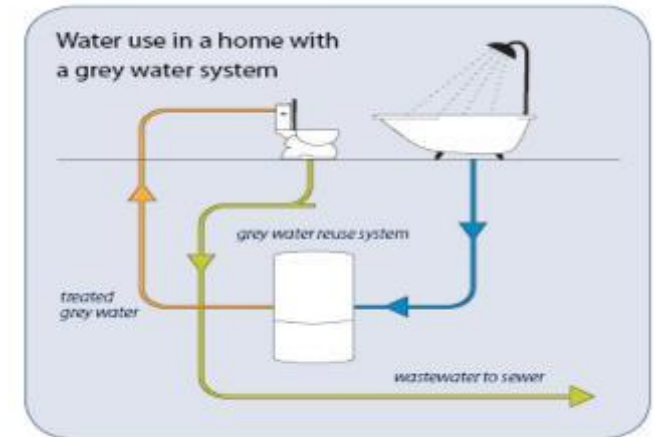 Water use in a home with
a grey water system
grey water reuse system
treated
grey water
wastewater to sewer